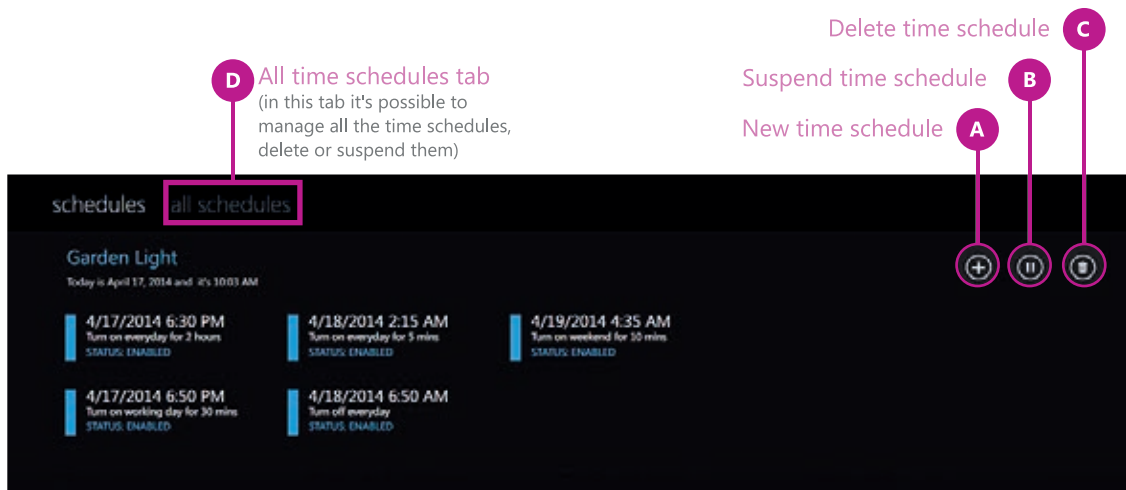 Delete time schedule C
D All time schedules tab
(in this tab it's possible to
manage all the time schedules,
delete or suspend them)
Suspend time schedule B
New time schedule A
schedules all schedules
Garden Light
Today is April 17, 2014 and it's 10:03 AM
4/17/2014 6:30 PM
Turn on everyday for 2 hours
STATUS: ENABLED
4/18/2014 2:15 AM
Turn on everyday for 5 mins
STATUS: ENABLED
4/19/2014 4:35 AM
Turn on weekend for 10 mins
STATUS: ENABLED
4/17/2014 6:50 PM
Turn on working day for 30 mins
STATUS: ENABLED
4/18/2014 6:50 AM
Turn off everyday
STATUS: ENABLED